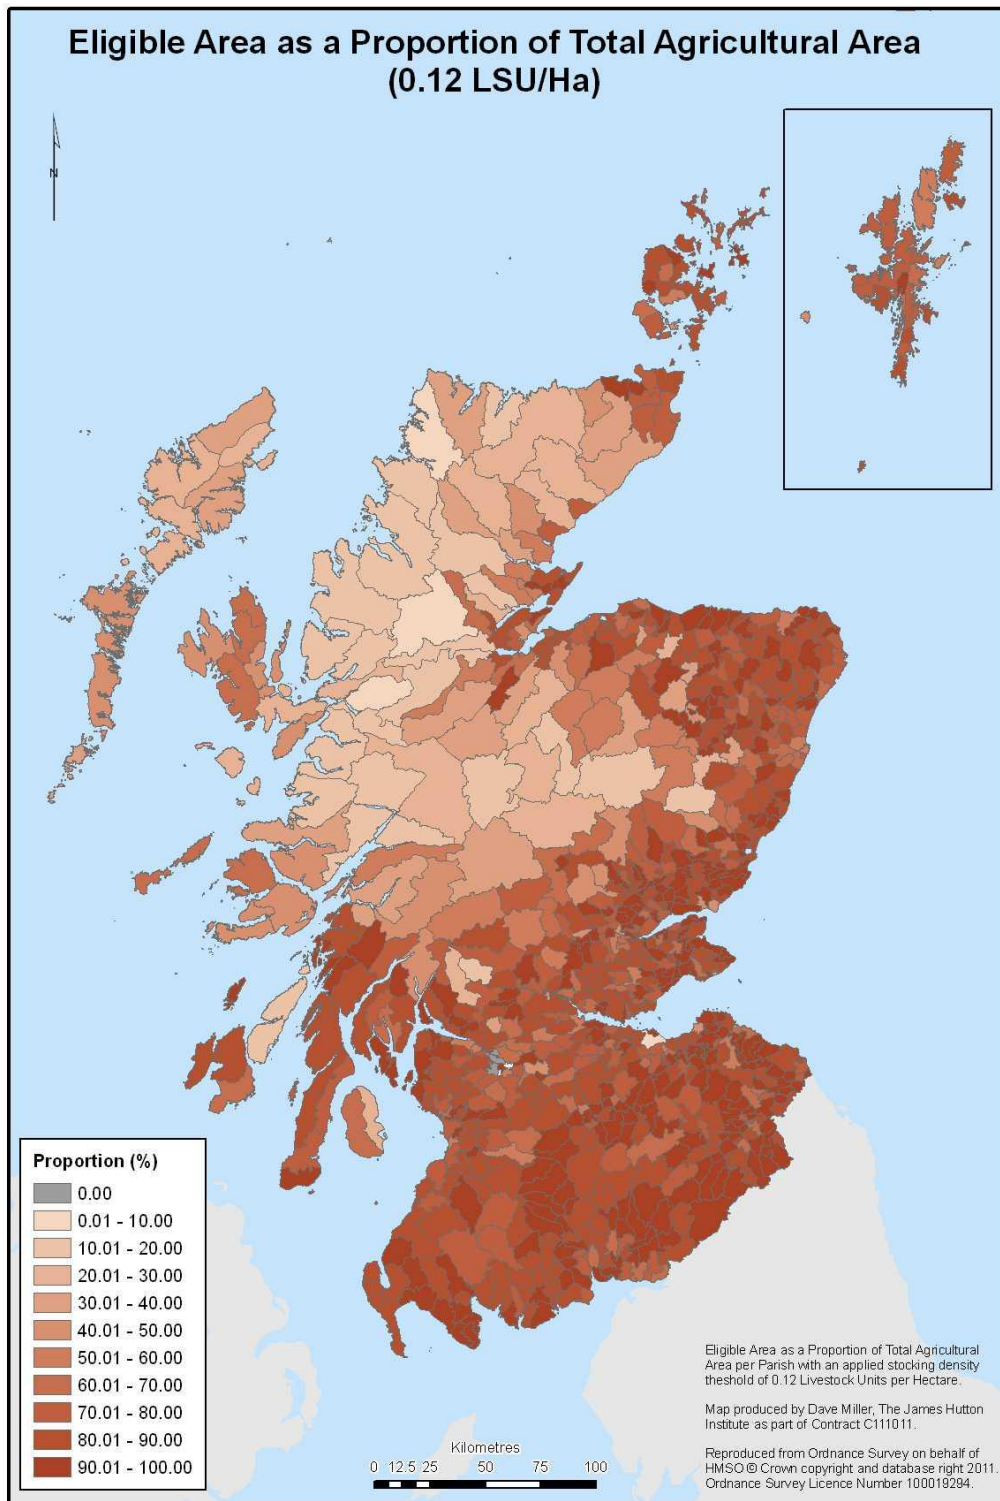 Eligible Area as a Proportion of Total Agricultural Area
(0.12 LSU/Ha)
N
Proportion (%)
0.00
0.01 - 10.00
10.01 - 20.00
20.01 - 30.00
30.01 - 40.00
40.01 - 50.00
50.01 - 60.00
60.01 - 70.00
70.01 - 80.00
80.01 - 90.00
90.01 - 100.00
Kilometres
0 12.5 25 50 75 100
Eligible Area as a Proportion of Total Agricultural
Area per Parish with an applied stocking density
theshold of 0.12 Livestock Units per Hectare.
Map produced by Dave Miller, The James Hutton
Institute as part of Contract C111011.
Reproduced from Ordnance Survey on behalf of
HMSO © Crown copyright and database right 2011.
Ordnance Survey Licence Number 100019294.